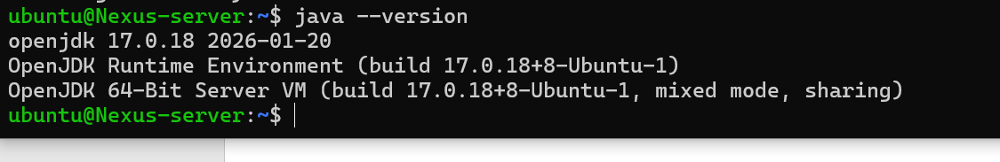 ubuntu@Nexus-server:~$ java --version
openjdk 17.0.18 2026-01-20
OpenJDK Runtime Environment (build 17.0.18+8-Ubuntu-1)
OpenJDK 64-Bit Server VM (build 17.0.18+8-Ubuntu-1, mixed mode, sharing)
ubuntu@Nexus-server:~$